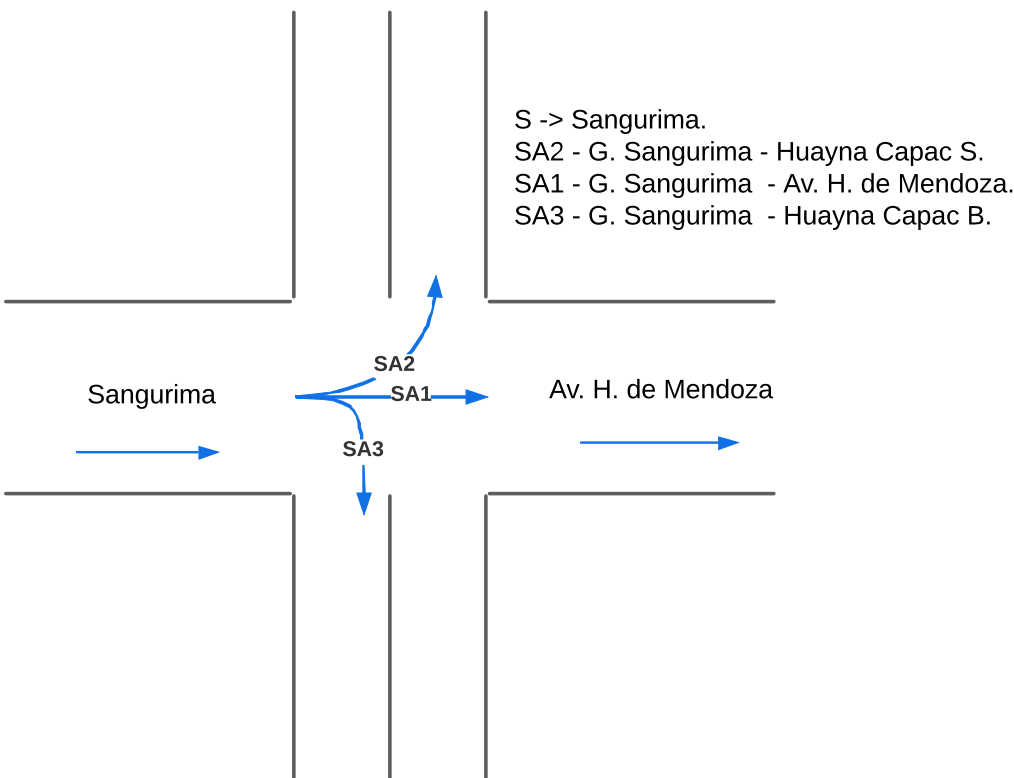 S -> Sangurima.
SA2 - G. Sangurima - Huayna Capac S.
SA1 - G. Sangurima  - Av. H. de Mendoza.
SA3 - G. Sangurima  - Huayna Capac B.
SA2
Sangurima
SA1
Av. H. de Mendoza
SA3